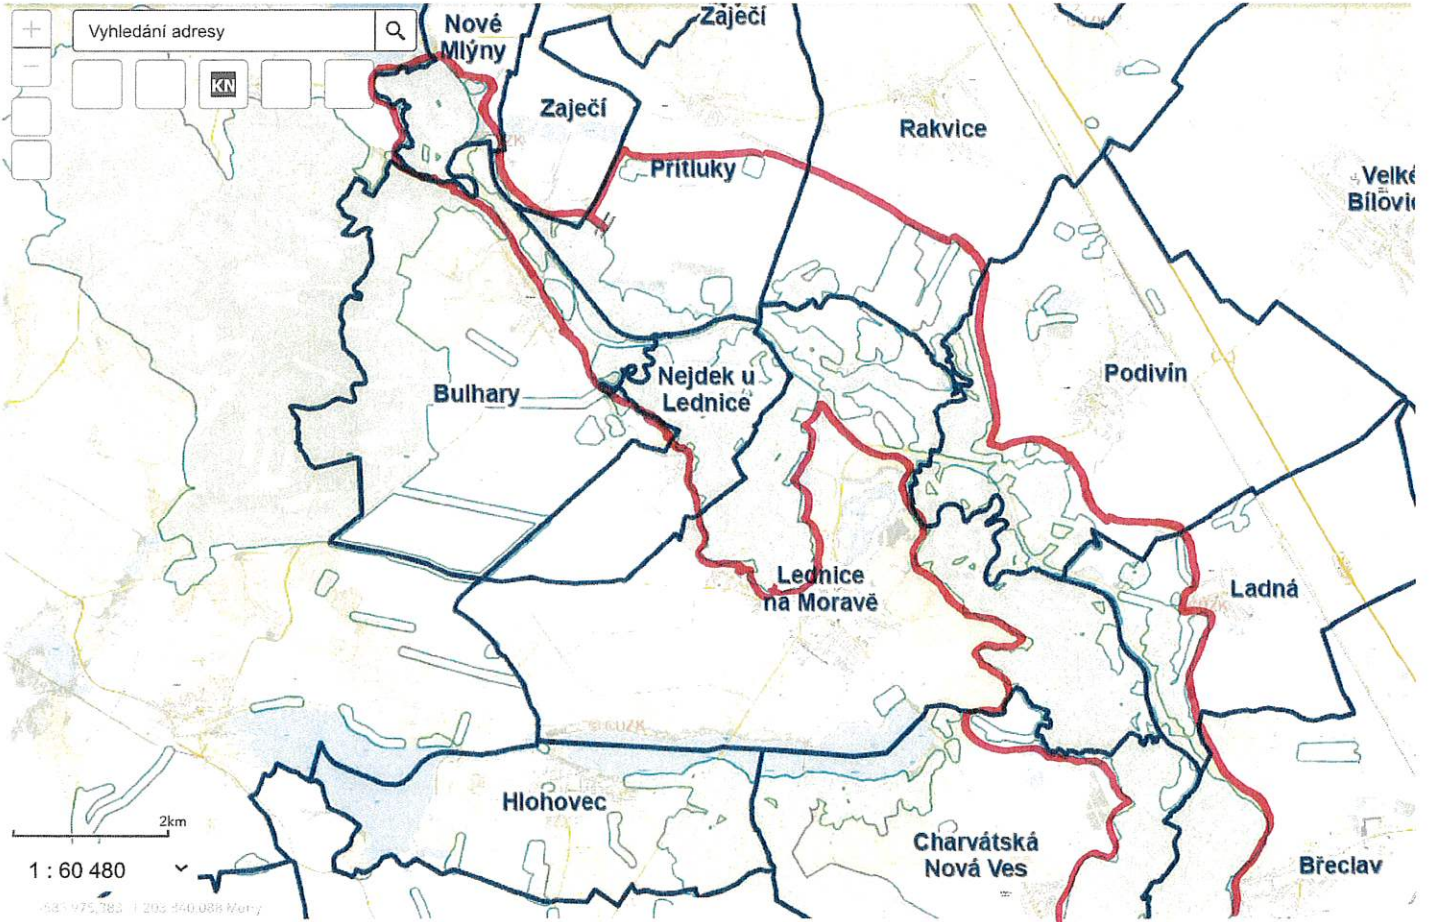 +
Vyhledání adresy
−
KN
Nové
Mlýny
Zaječí
Zaječí
Rakvice
Přítluky
Velké
Podivín
Nejdek u
Lednice
Bulhary
Lednice
na Moravě
Ladná
Hlohovec
2km
Charvátská
Nová Ves
Břeclav
1 : 60 480